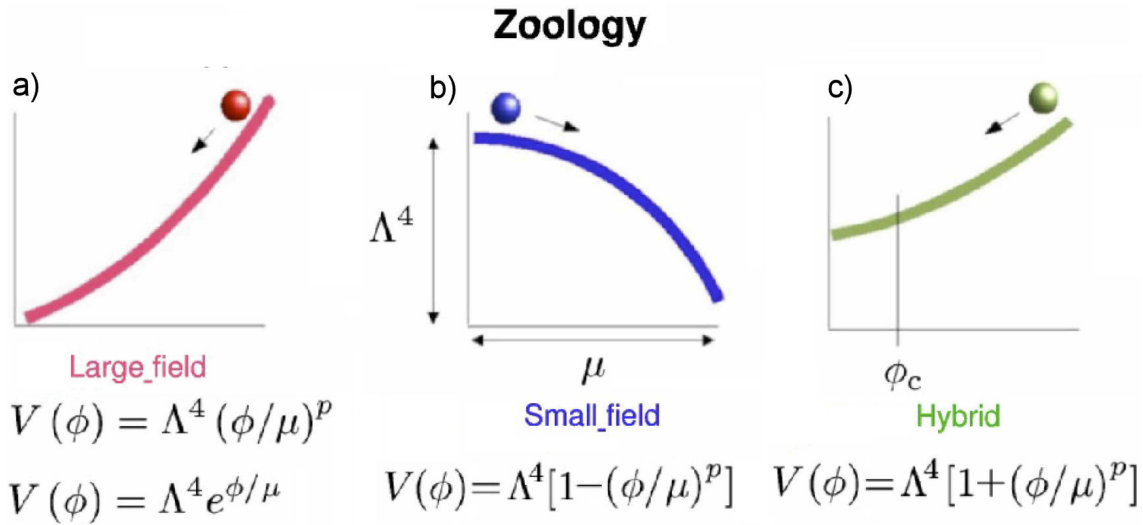 Zoology
a)
b)
c)
Λ⁴
μ
ϕc
Large_field
Small_field
Hybrid
V (ϕ) = Λ⁴ (ϕ/μ)ᵖ
V (ϕ) = Λ⁴e^{ϕ/μ}
V(ϕ)=Λ⁴[1−(ϕ/μ)ᵖ]
V(ϕ)=Λ⁴[1+(ϕ/μ)ᵖ]